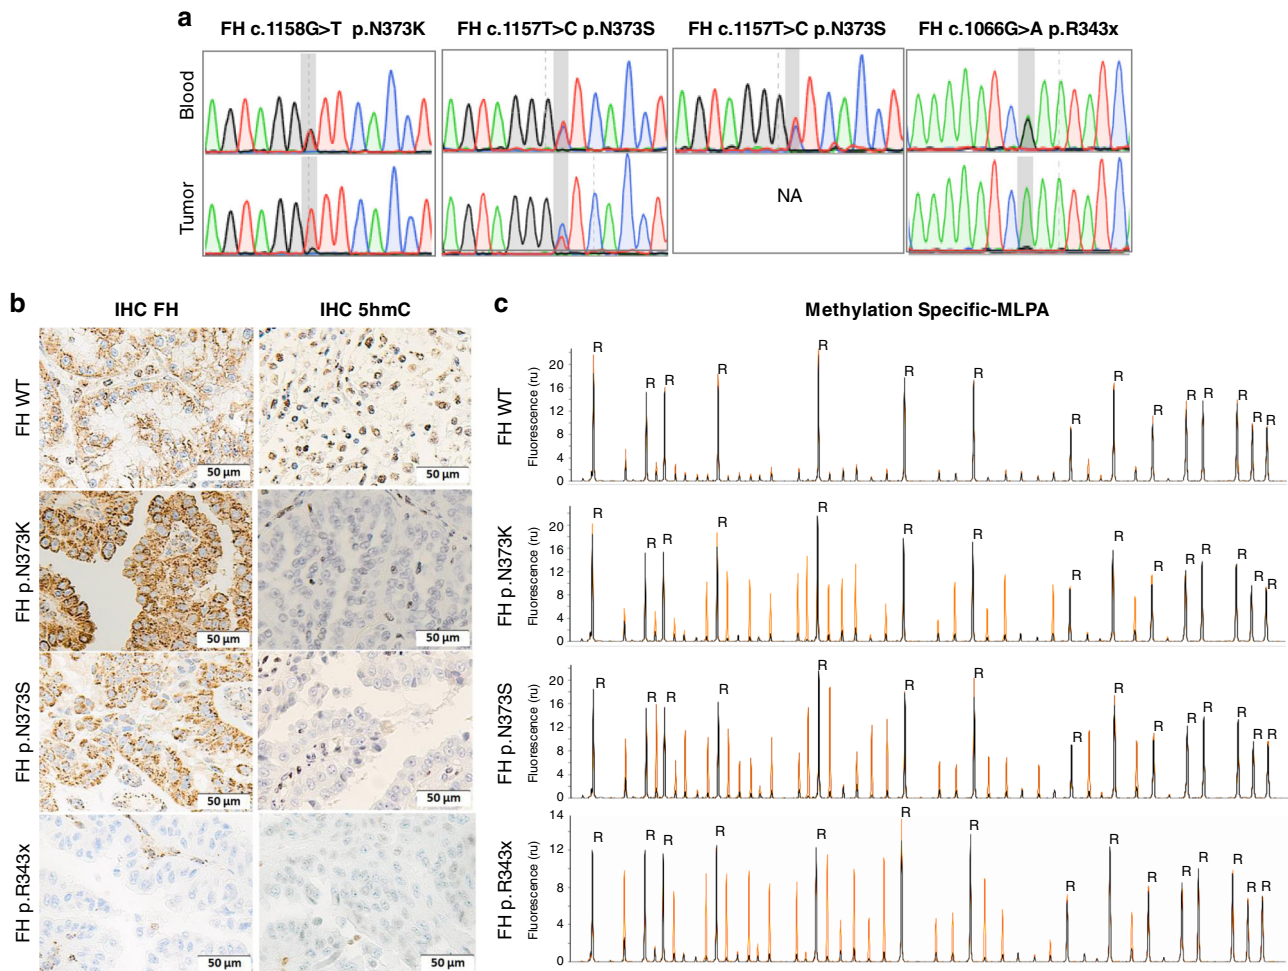 a
FH c.1158G>T p.N373K
FH c.1157T>C p.N373S
FH c.1157T>C p.N373S
FH c.1066G>A p.R343x
Blood
Tumor
NA
b
IHC FH
IHC 5hmC
FH WT
50 µm
50 µm
FH p.N373K
50 µm
50 µm
FH p.N373S
50 µm
50 µm
FH p.R343x
50 µm
50 µm
c
Methylation Specific-MLPA
FH WT
Fluorescence (ru)
20
16
12
8
4
0
R R R R R R R R R R R R R R R
FH p.N373K
Fluorescence (ru)
20
16
12
8
4
0
R R R R R R R R R R R R R R R
FH p.N373S
Fluorescence (ru)
20
16
12
8
4
0
R R R R R R R R R R R R R R R
FH p.R343x
Fluorescence (ru)
14
12
8
4
0
R R R R R R R R R R R R R R R